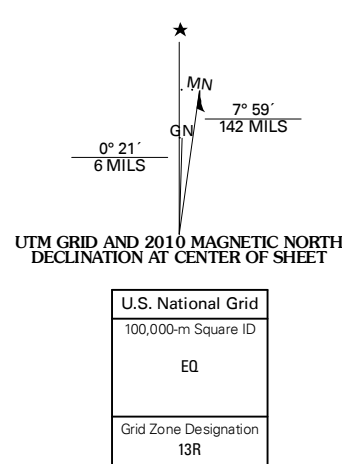 ★
MN
7° 59´
142 MILS
GN
0° 21´
6 MILS
UTM GRID AND 2010 MAGNETIC NORTH
DECLINATION AT CENTER OF SHEET
U.S. National Grid
100,000-m Square ID
EQ
Grid Zone Designation
13R